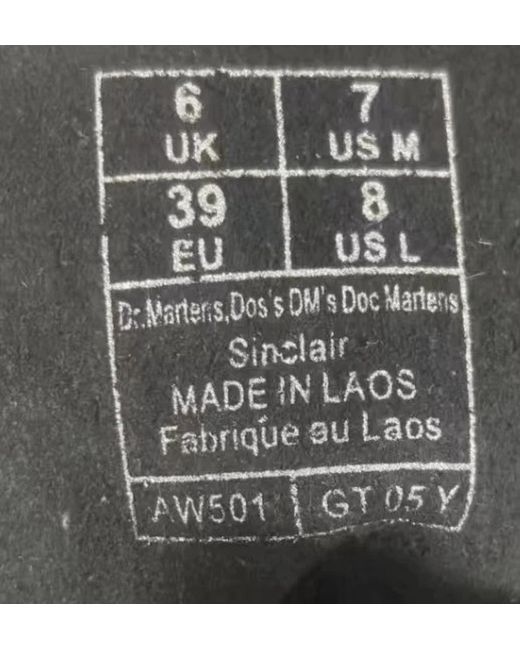 6 7
UK US M
39 8
EU US L
Dr.Martens,Dos's DM's Doc Martens
Sinclair
MADE IN LAOS
Fabrique au Laos
AW501 GT 05 Y